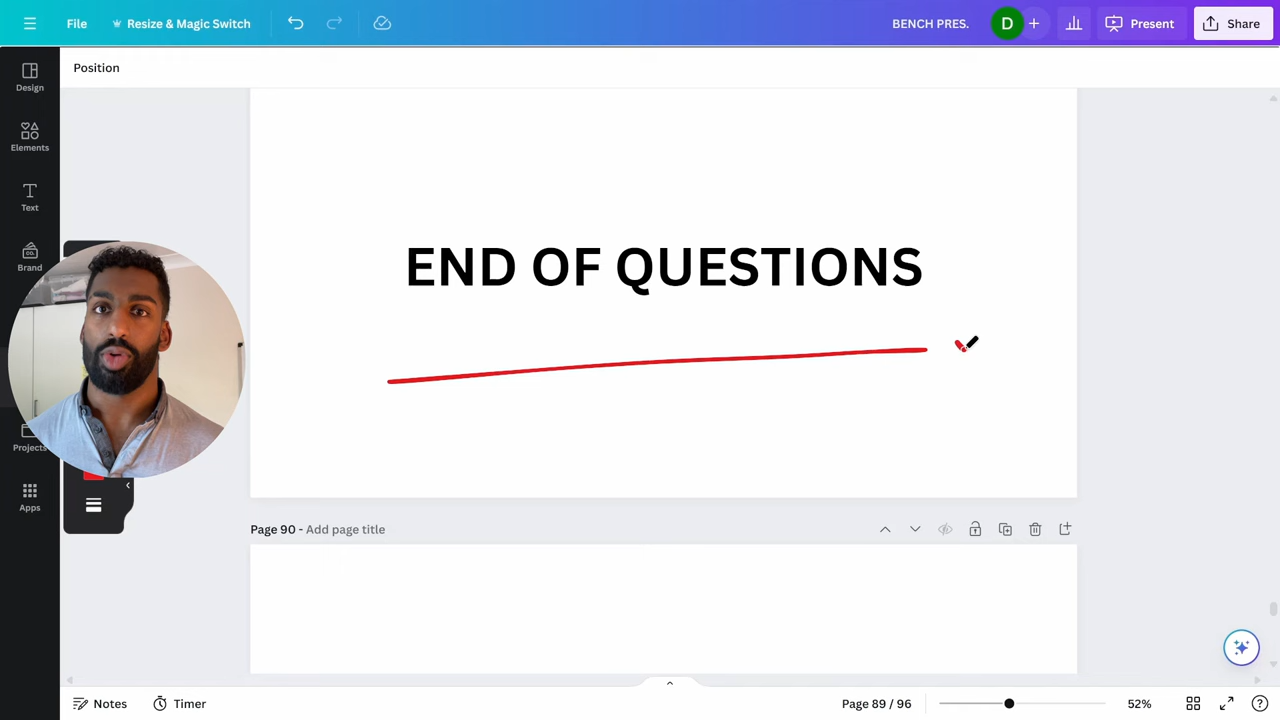 File
Resize & Magic Switch
BENCH PRES.
D
Present
Share
Position
Design
Elements
Text
Brand
Projects
Apps
END OF QUESTIONS
Page 90 - Add page title
Notes
Timer
Page 89 / 96
52%